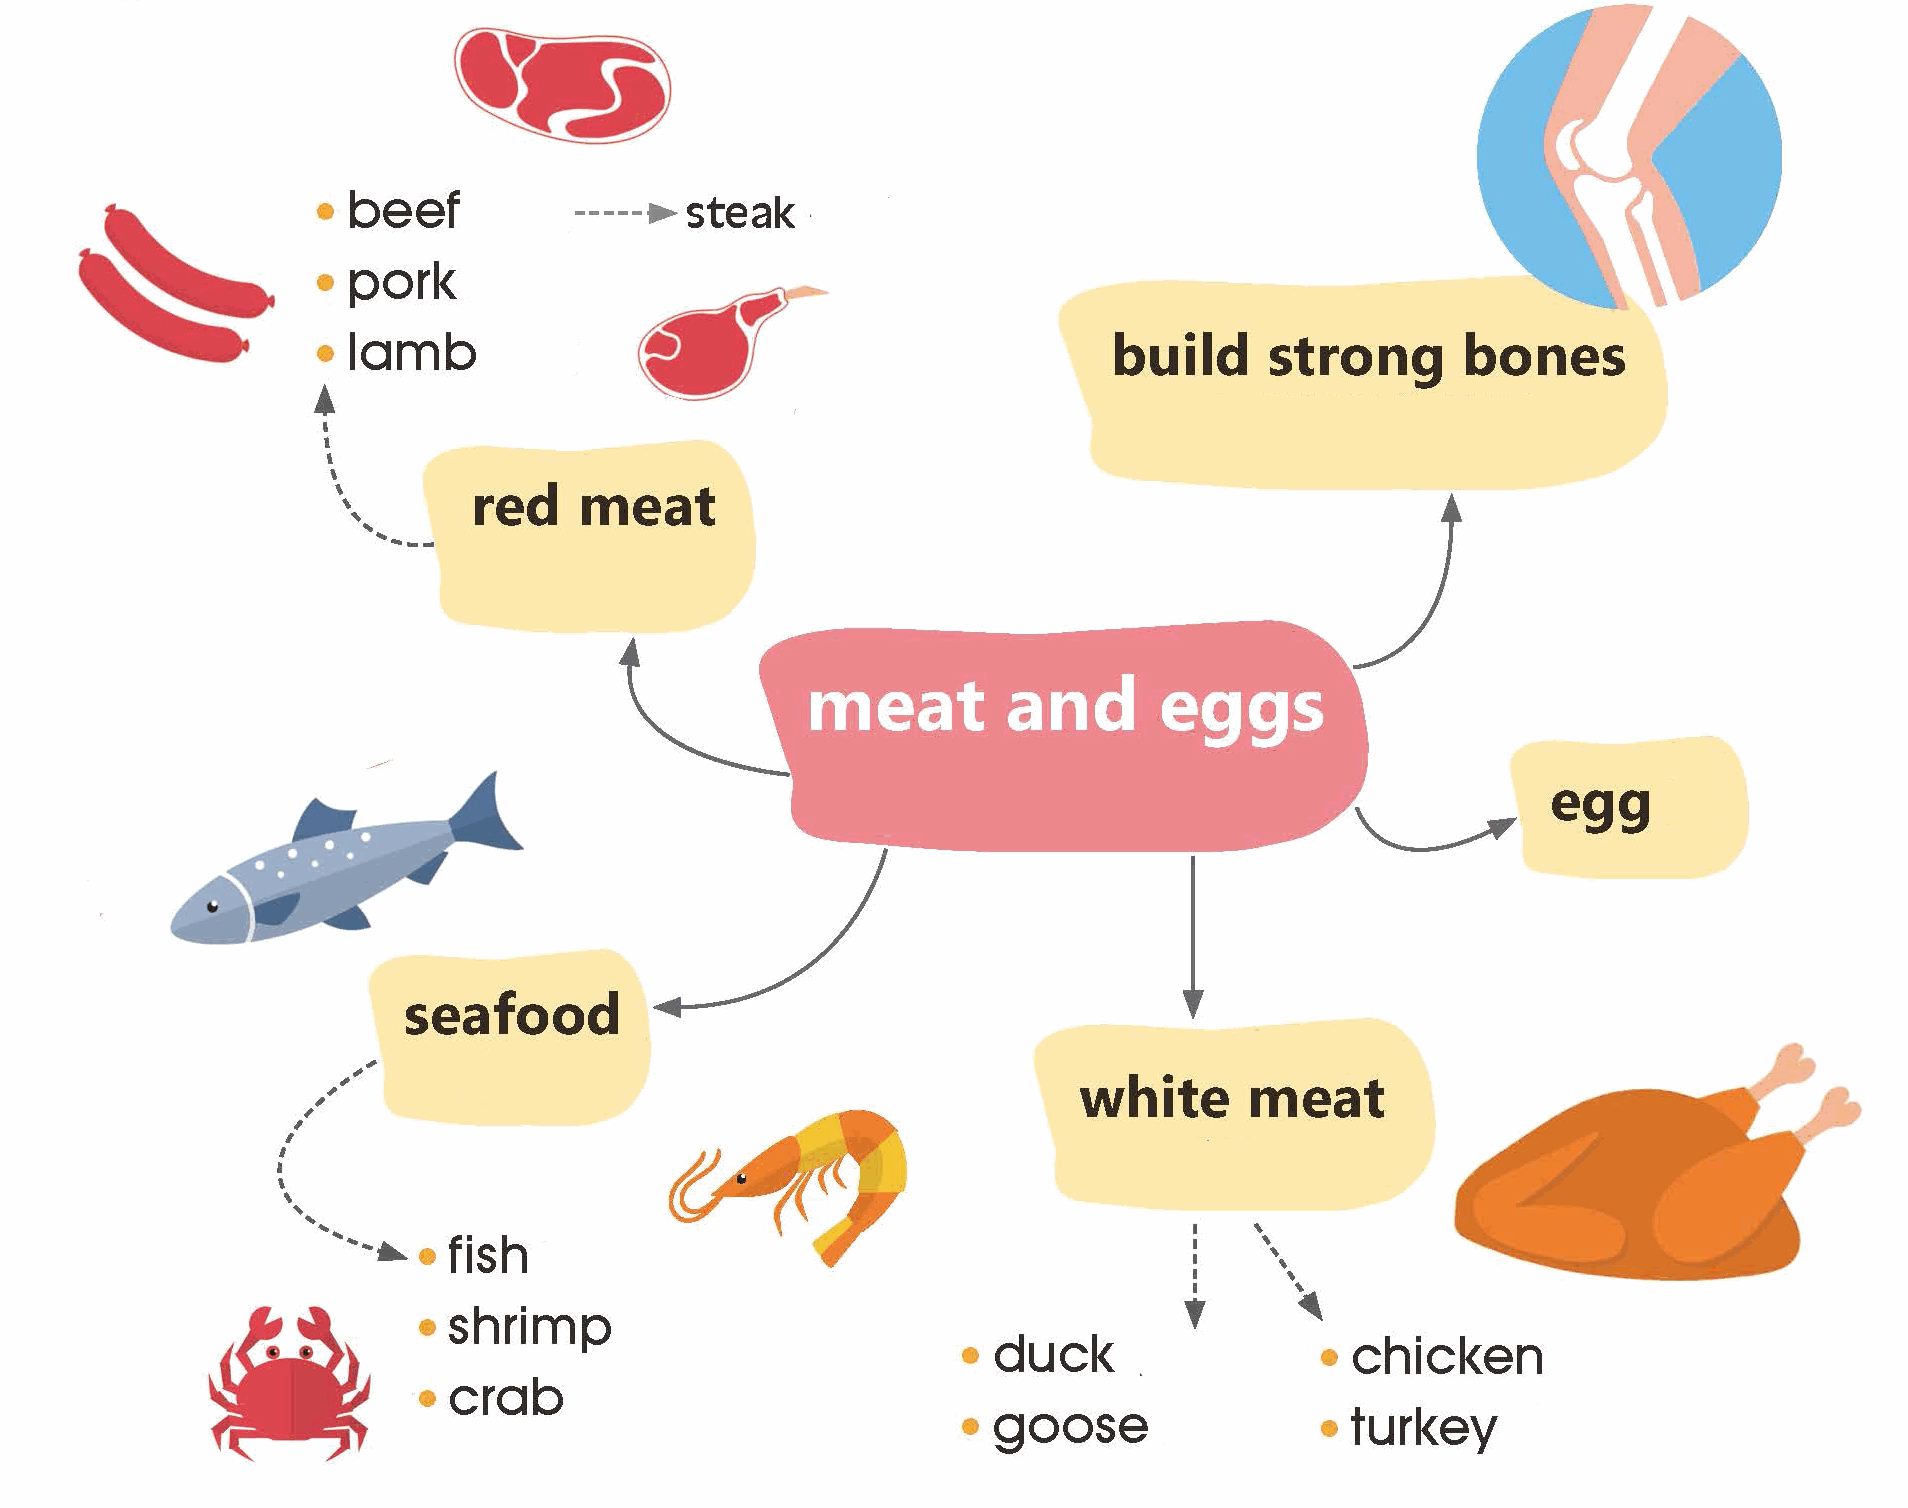 beef
steak
pork
lamb
build strong bones
red meat
meat and eggs
egg
seafood
white meat
fish
shrimp
crab
duck
goose
chicken
turkey